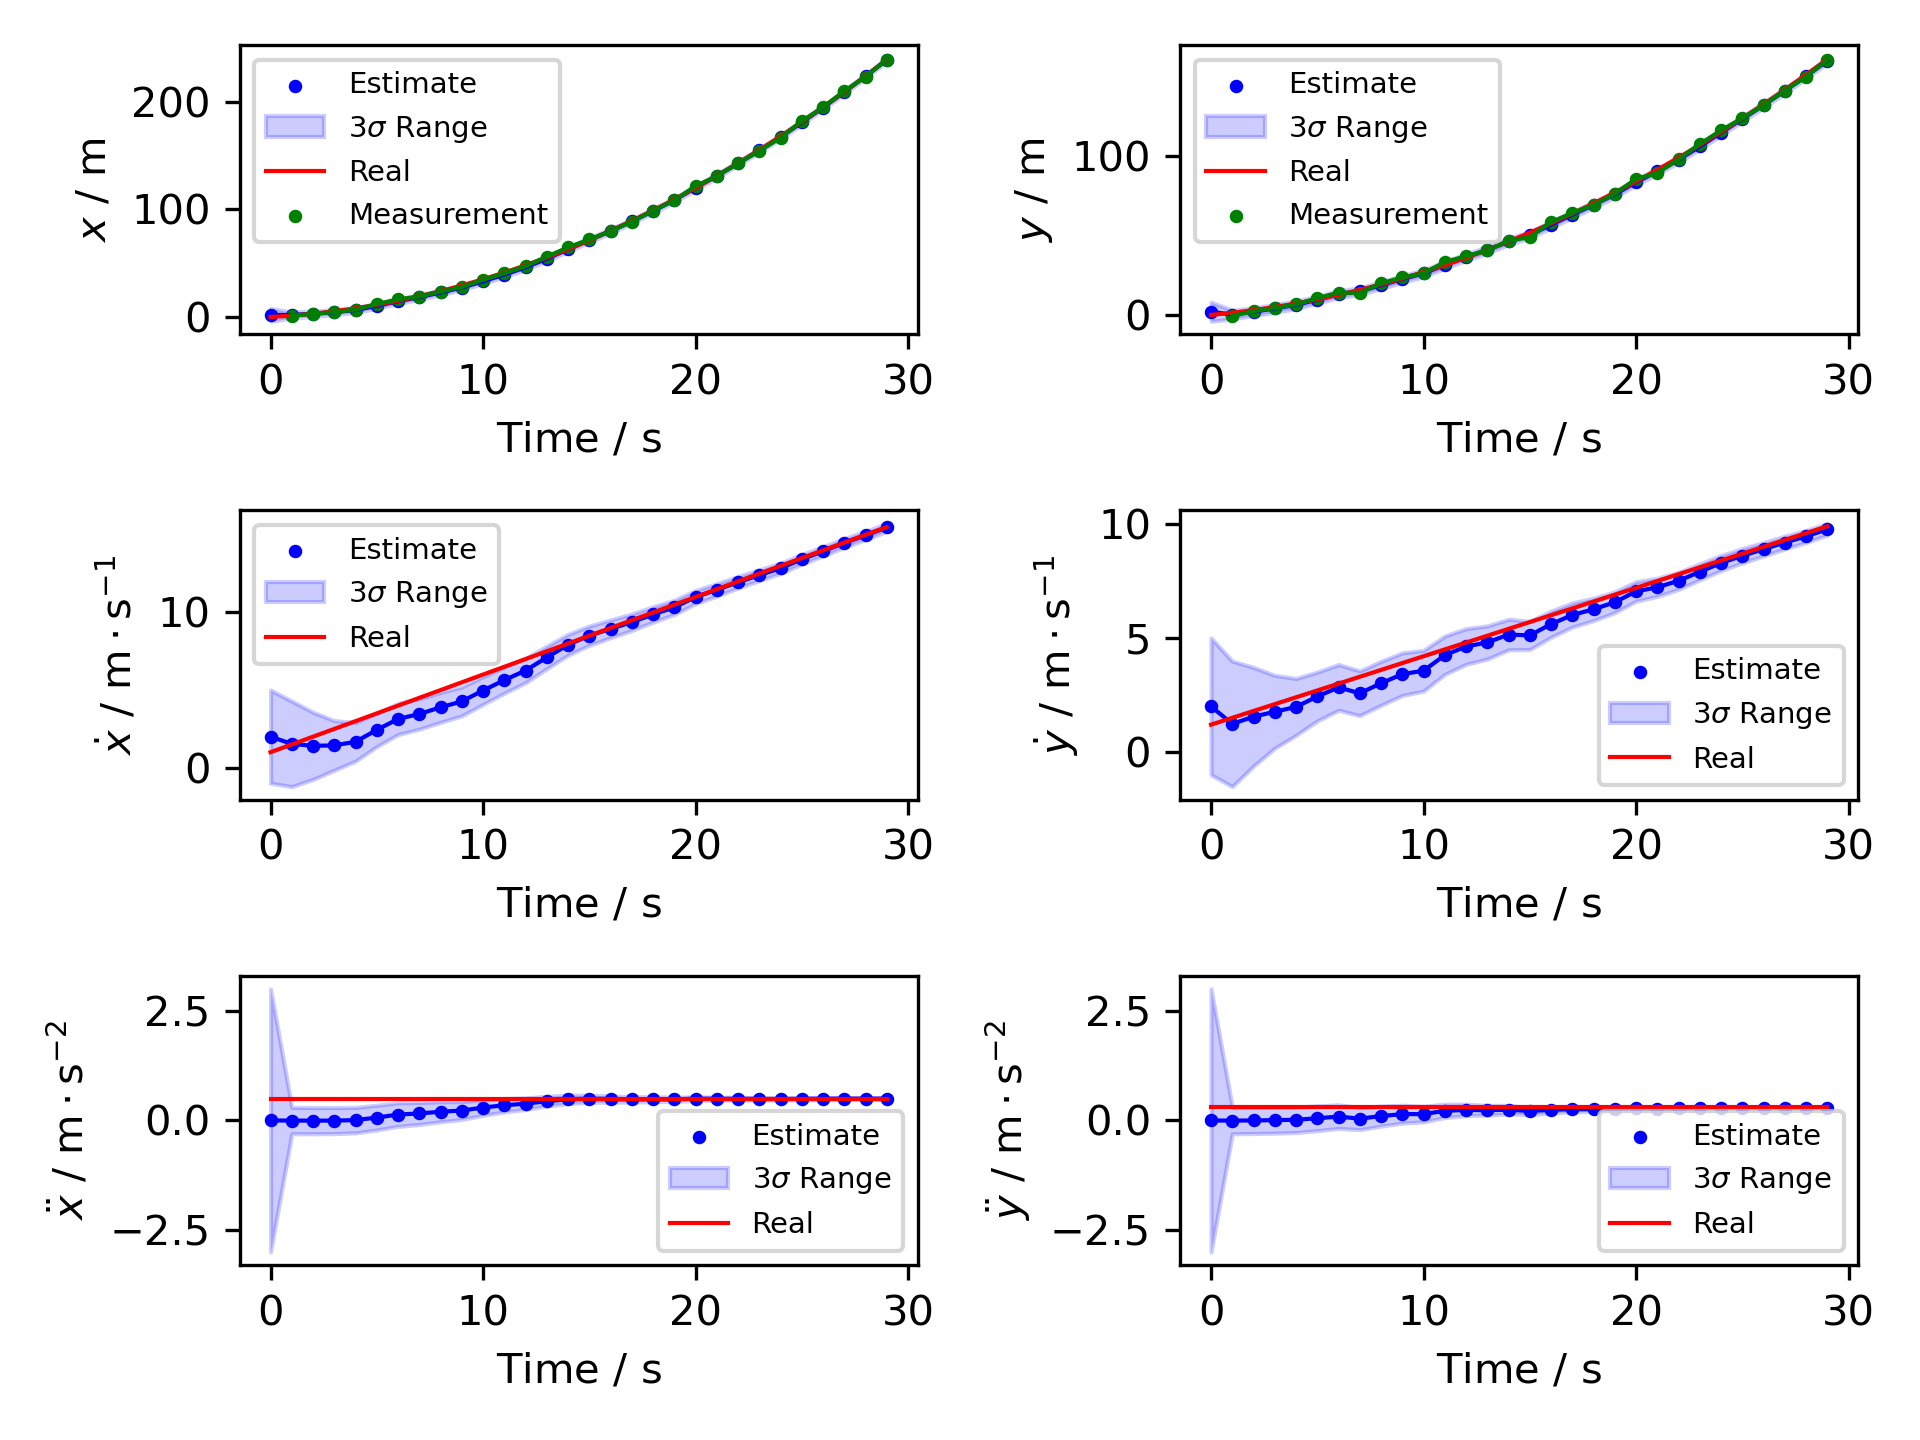 x / m
200
100
0
Estimate
3σ Range
Real
Measurement
0 10 20 30
Time / s
y / m
100
0
Estimate
3σ Range
Real
Measurement
0 10 20 30
Time / s
ẋ / m · s⁻¹
10
0
Estimate
3σ Range
Real
0 10 20 30
Time / s
ẏ / m · s⁻¹
10
5
0
Estimate
3σ Range
Real
0 10 20 30
Time / s
ẍ / m · s⁻²
2.5
0.0
−2.5
Estimate
3σ Range
Real
0 10 20 30
Time / s
ÿ / m · s⁻²
2.5
0.0
−2.5
Estimate
3σ Range
Real
0 10 20 30
Time / s